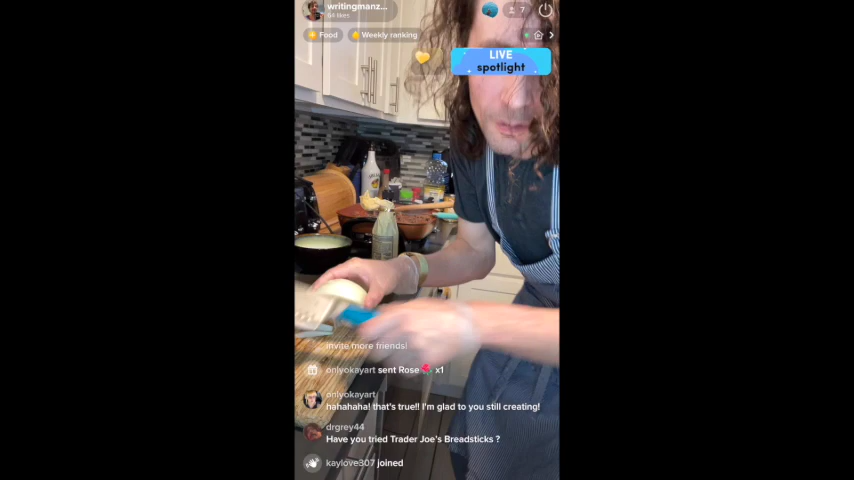 writingmanz...
Food
Weekly ranking
7
LIVE
spotlight
invite more friends!
onlyokayart sent Rose x1
onlyokayart
hahahaha! that's true!! I'm glad to you still creating!
drgrey44
Have you tried Trader Joe's Breadsticks ?
kaylove307 joined